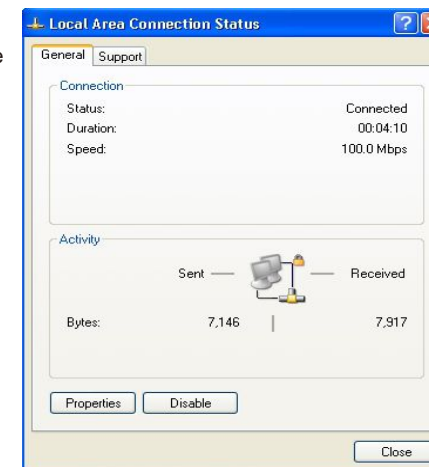 Local Area Connection Status
e
General Support
Connection
Status: Connected
Duration: 00:04:10
Speed: 100.0 Mbps
Activity
Sent — — Received
Bytes: 7,146 | 7,917
Properties Disable
Close